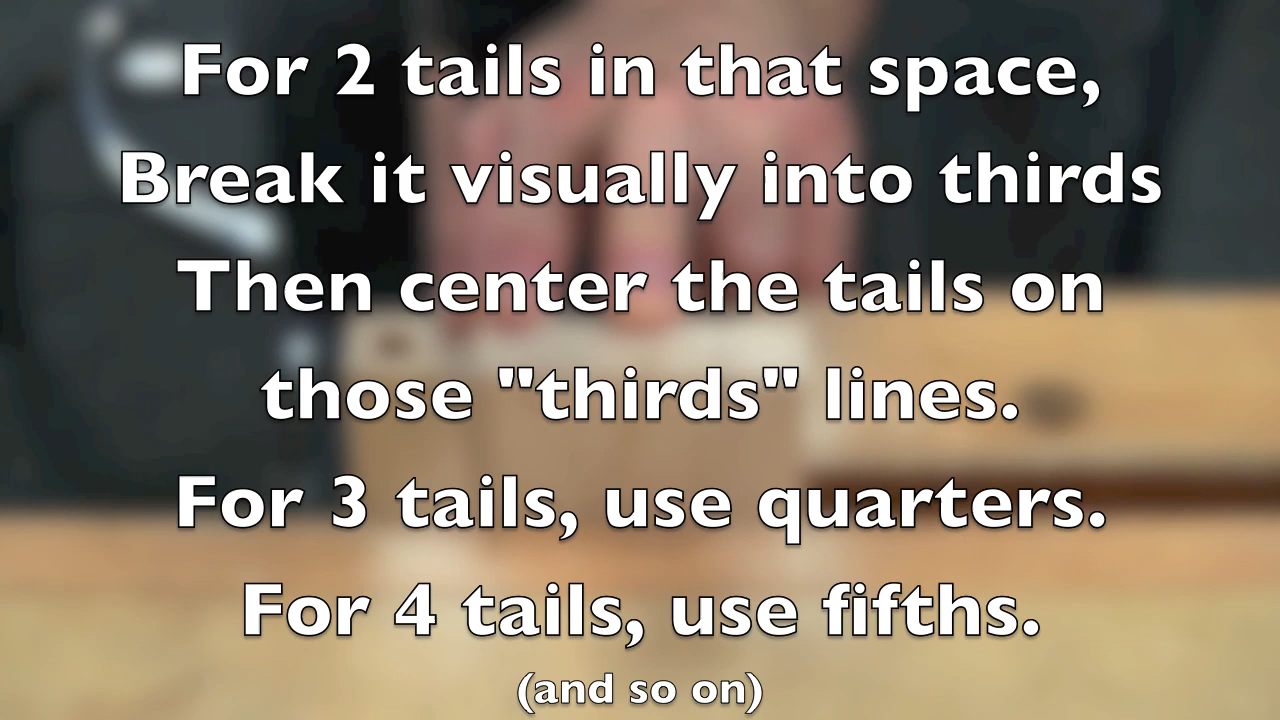 For 2 tails in that space,
Break it visually into thirds
Then center the tails on
those "thirds" lines.
For 3 tails, use quarters.
For 4 tails, use fifths.
(and so on)